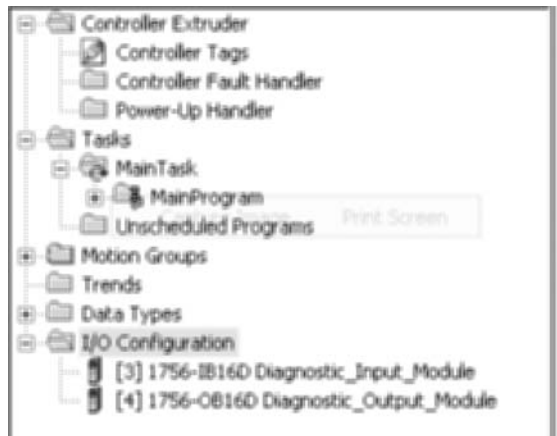 Controller Extruder
Controller Tags
Controller Fault Handler
Power-Up Handler
Tasks
MainTask
MainProgram
Print Screen
Unscheduled Programs
Motion Groups
Trends
Data Types
I/O Configuration
[3] 1756-IB16D Diagnostic_Input_Module
[4] 1756-OB16D Diagnostic_Output_Module